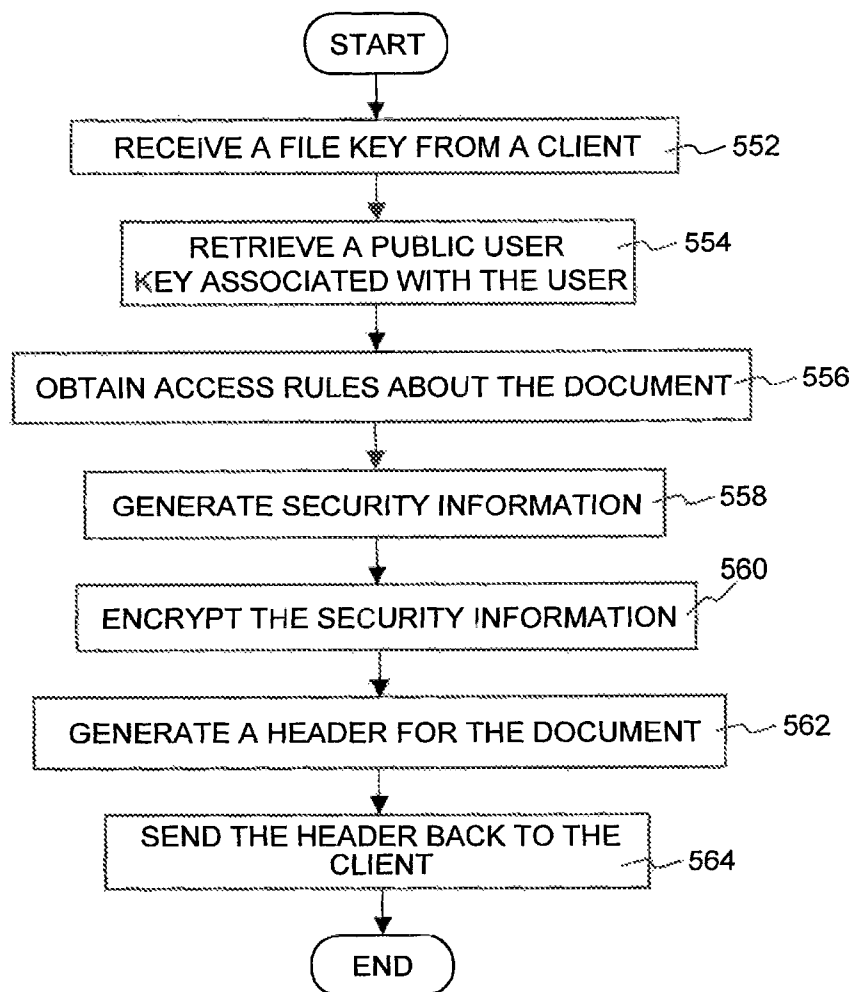 START
RECEIVE A FILE KEY FROM A CLIENT
552
RETRIEVE A PUBLIC USER
KEY ASSOCIATED WITH THE USER
554
OBTAIN ACCESS RULES ABOUT THE DOCUMENT
556
GENERATE SECURITY INFORMATION
558
ENCRYPT THE SECURITY INFORMATION
560
GENERATE A HEADER FOR THE DOCUMENT
562
SEND THE HEADER BACK TO THE
CLIENT
564
END